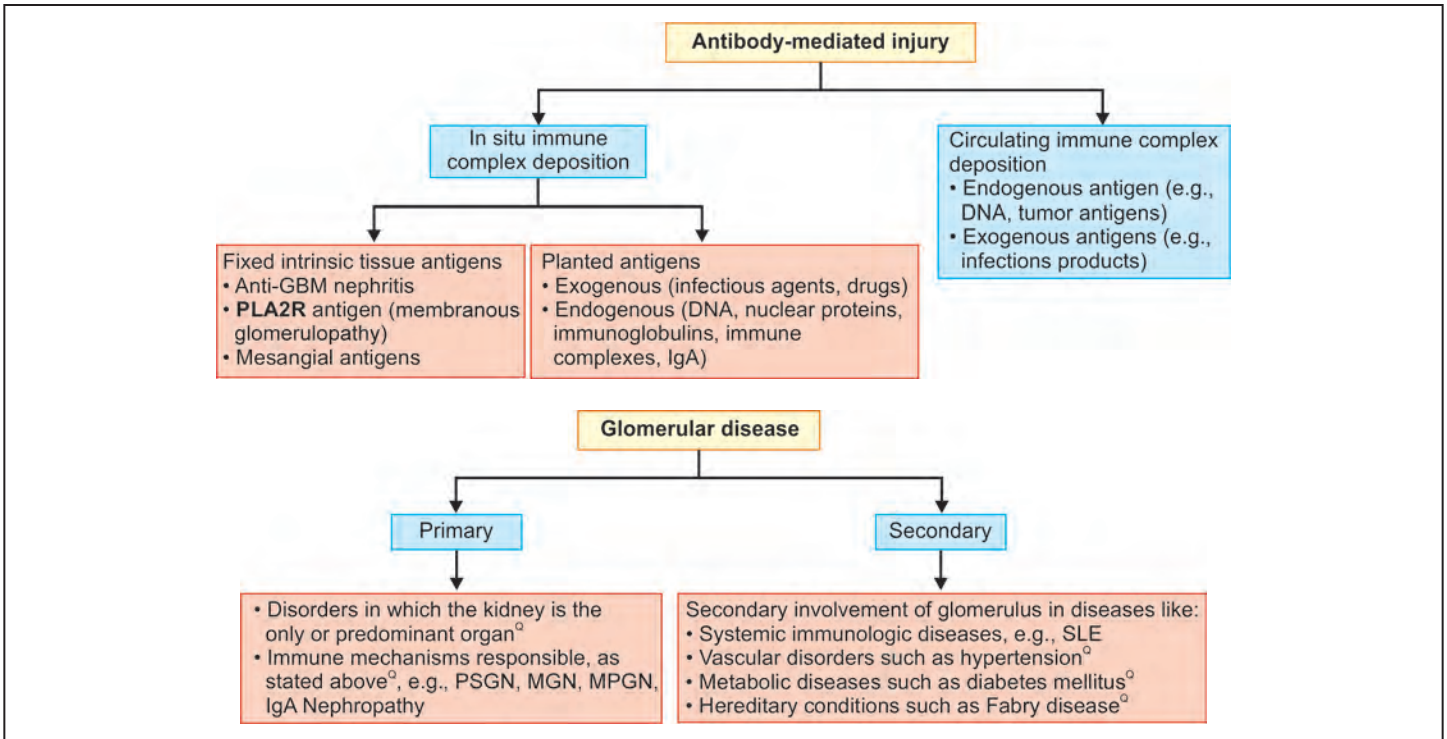 Antibody-mediated injury
In situ immune
complex deposition
Circulating immune complex
deposition
• Endogenous antigen (e.g.,
DNA, tumor antigens)
• Exogenous antigens (e.g.,
infections products)
Fixed intrinsic tissue antigens
• Anti-GBM nephritis
• PLA2R antigen (membranous
glomerulopathy)
• Mesangial antigens
Planted antigens
• Exogenous (infectious agents, drugs)
• Endogenous (DNA, nuclear proteins,
immunoglobulins, immune
complexes, IgA)
Glomerular disease
Primary
Secondary
• Disorders in which the kidney is the
only or predominant organQ
• Immune mechanisms responsible, as
stated aboveQ, e.g., PSGN, MGN, MPGN,
IgA Nephropathy
Secondary involvement of glomerulus in diseases like:
• Systemic immunologic diseases, e.g., SLE
• Vascular disorders such as hypertensionQ
• Metabolic diseases such as diabetes mellitusQ
• Hereditary conditions such as Fabry diseaseQ